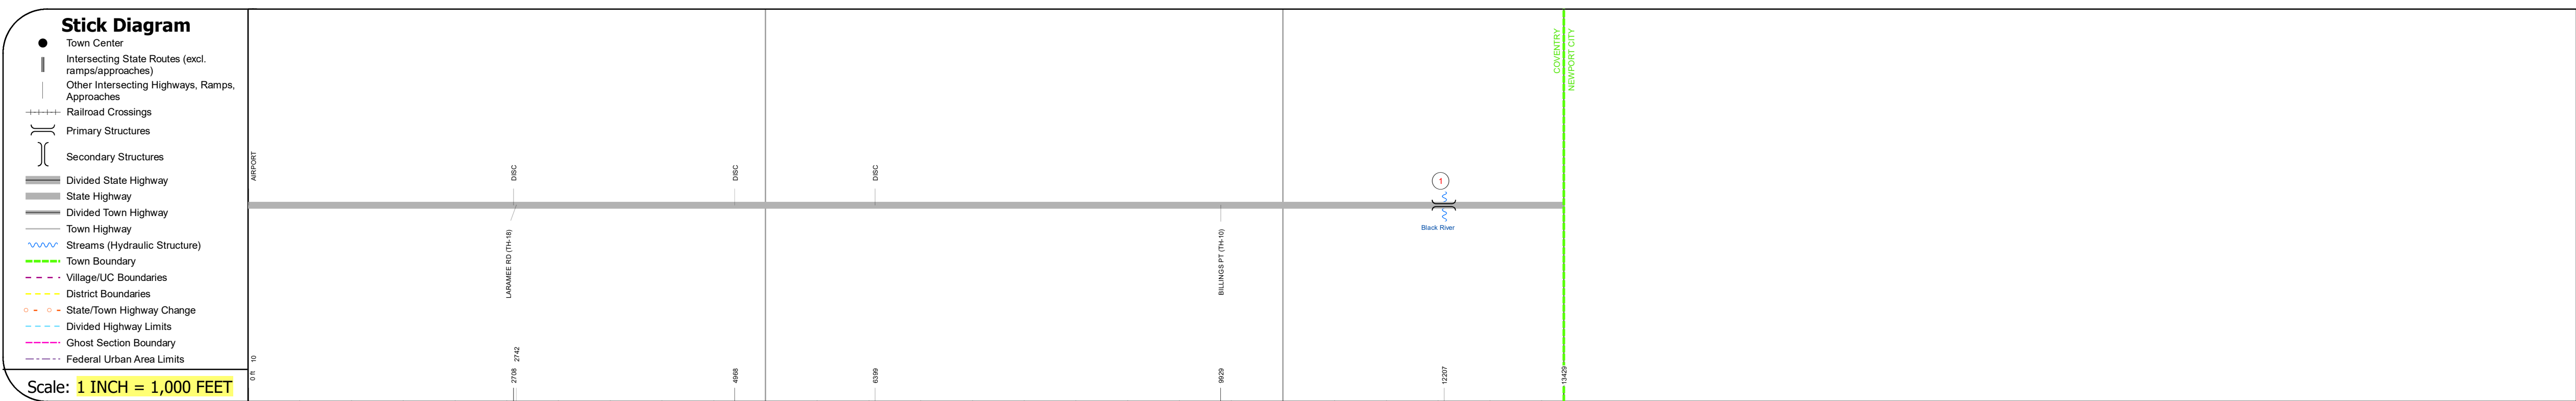 Stick Diagram
Town Center
Intersecting State Routes (excl.
ramps/approaches)
Other Intersecting Highways, Ramps,
Approaches
Railroad Crossings
Primary Structures
Secondary Structures
Divided State Highway
State Highway
Divided Town Highway
Town Highway
Streams (Hydraulic Structure)
Town Boundary
Village/UC Boundaries
District Boundaries
State/Town Highway Change
Divided Highway Limits
Ghost Section Boundary
Federal Urban Area Limits
Scale: 1 INCH = 1,000 FEET
AIRPORT
0 ft
10
DISC
LARAMEE RD (TH-18)
2708
2742
DISC
4968
DISC
6399
BILLINGS PT (TH-10)
9929
1
Black River
12207
COVENTRY
NEWPORT CITY
13429